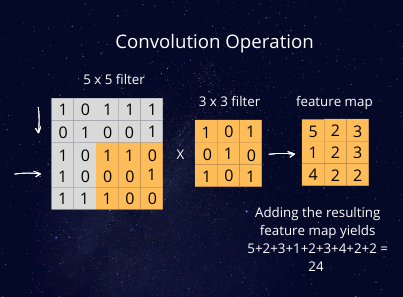 Convolution Operation
5 x 5 filter
3 x 3 filter
feature map
1 0 1 1 1
0 1 0 0 1
1 0 1 1 0
1 0 0 0 1
1 1 1 0 0
X
1 0 1
0 1 0
1 0 1
5 2 3
1 2 3
4 2 2
Adding the resulting
feature map yields
5+2+3+1+2+3+4+2+2 =
24